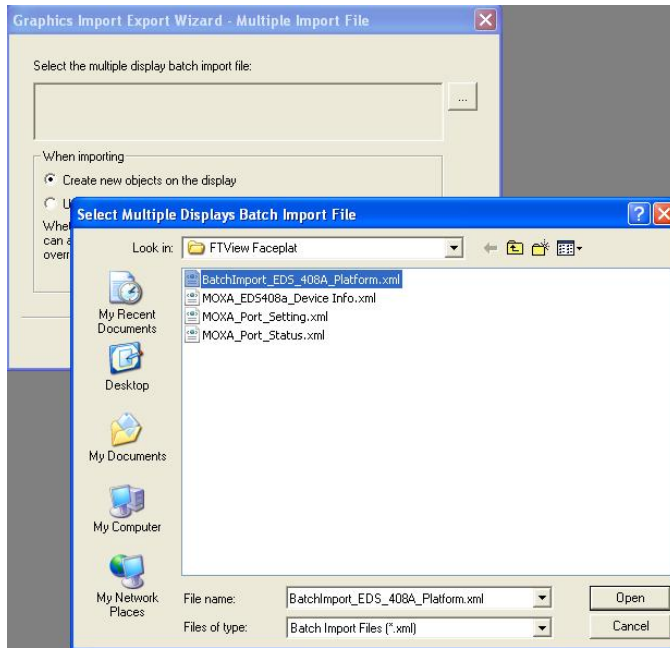 Graphics Import Export Wizard - Multiple Import File
Select the multiple display batch import file:
...
When importing
Create new objects on the display
Select Multiple Displays Batch Import File
Look in:
FTView Faceplat
BatchImport_EDS_408A_Platform.xml
MOXA_EDS408a_Device Info.xml
MOXA_Port_Setting.xml
MOXA_Port_Status.xml
My Recent
Documents
Desktop
My Documents
My Computer
My Network
Places
File name:
BatchImport_EDS_408A_Platform.xml
Open
Files of type:
Batch Import Files (*.xml)
Cancel